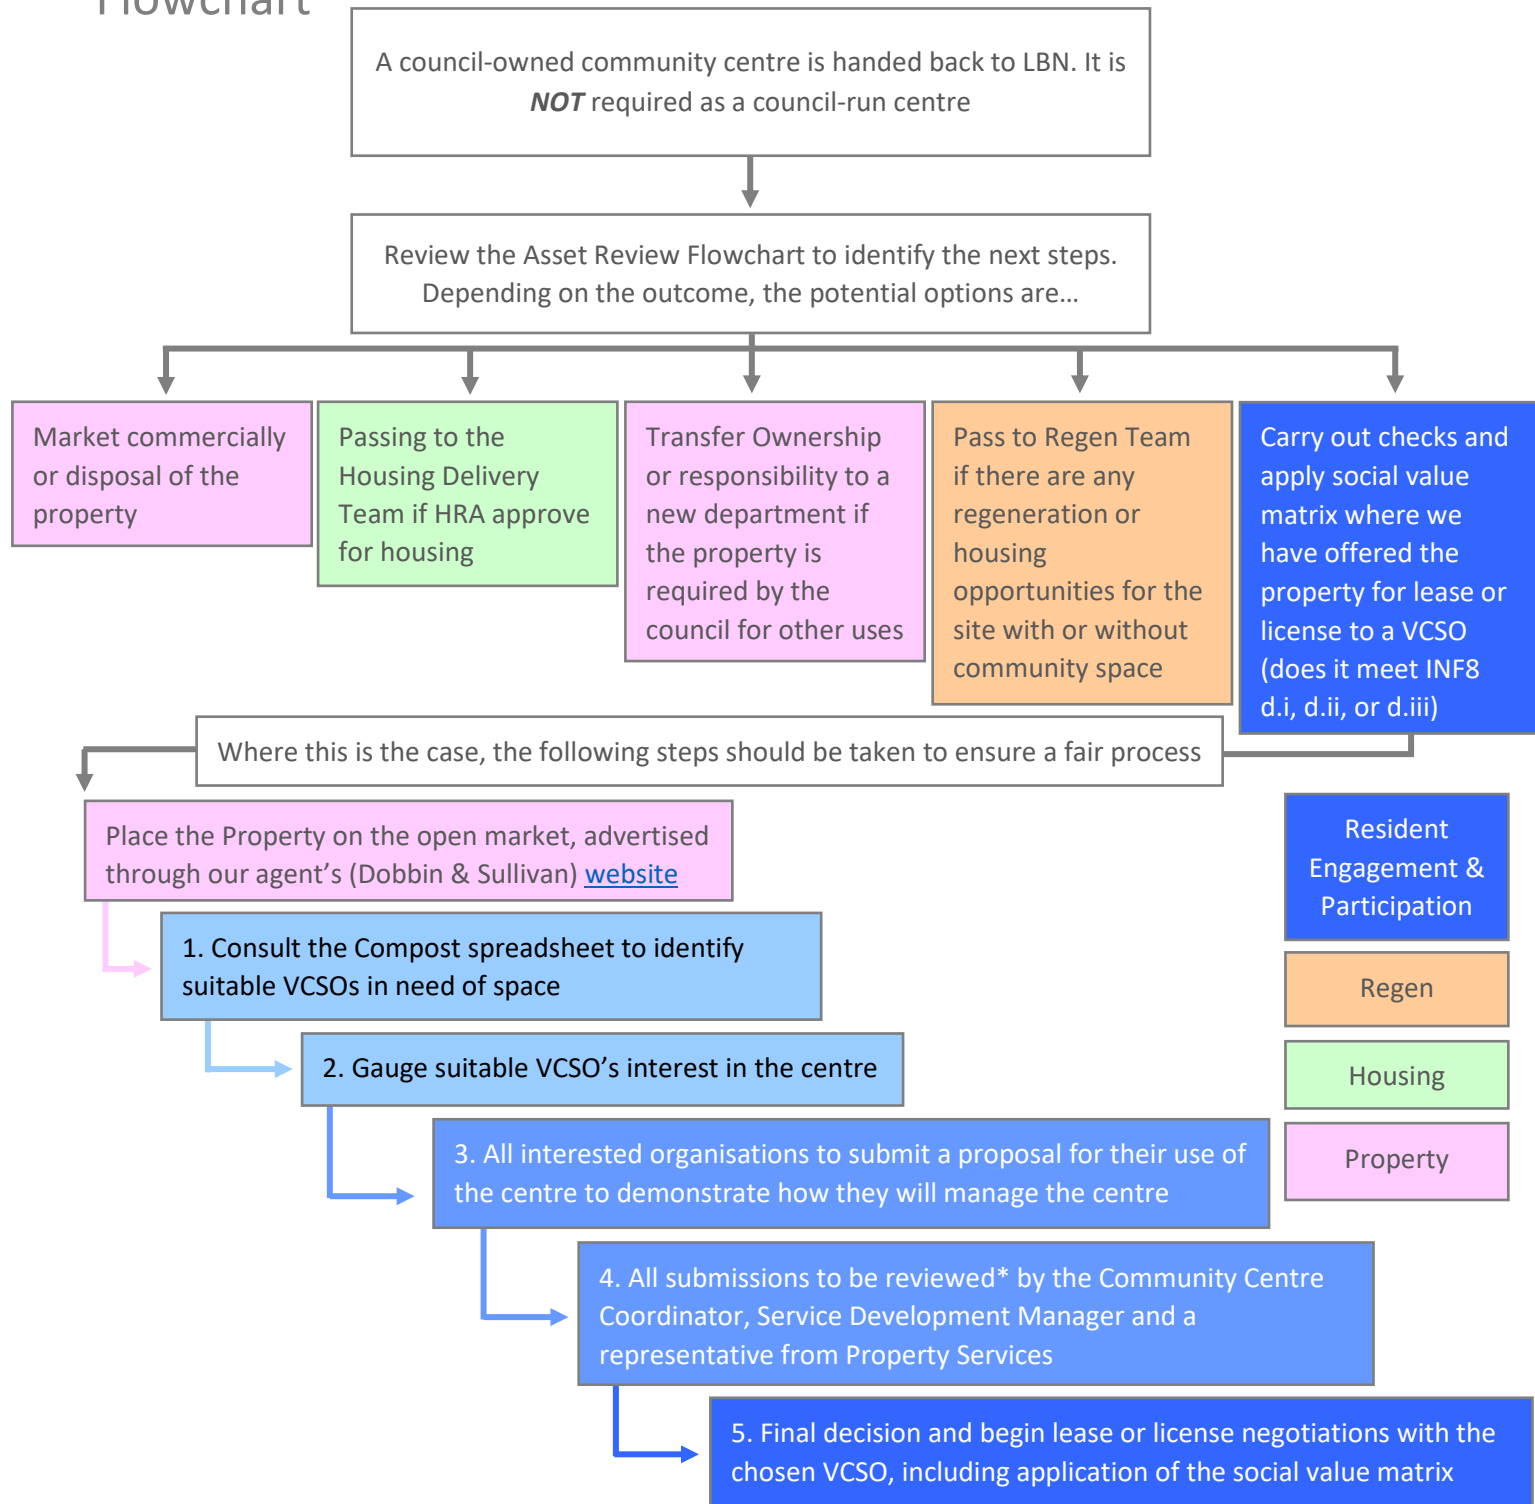 Flowchart
A council-owned community centre is handed back to LBN. It is
NOT required as a council-run centre
Review the Asset Review Flowchart to identify the next steps.
Depending on the outcome, the potential options are…
Market commercially
or disposal of the
property
Passing to the
Housing Delivery
Team if HRA approve
for housing
Transfer Ownership
or responsibility to a
new department if
the property is
required by the
council for other uses
Pass to Regen Team
if there are any
regeneration or
housing
opportunities for the
site with or without
community space
Carry out checks and
apply social value
matrix where we
have offered the
property for lease or
license to a VCSO
(does it meet INF8
d.i, d.ii, or d.iii)
Where this is the case, the following steps should be taken to ensure a fair process
Place the Property on the open market, advertised
through our agent’s (Dobbin & Sullivan) website
1. Consult the Compost spreadsheet to identify
suitable VCSOs in need of space
2. Gauge suitable VCSO’s interest in the centre
3. All interested organisations to submit a proposal for their use of
the centre to demonstrate how they will manage the centre
4. All submissions to be reviewed* by the Community Centre
Coordinator, Service Development Manager and a
representative from Property Services
5. Final decision and begin lease or license negotiations with the
chosen VCSO, including application of the social value matrix
Resident
Engagement &
Participation
Regen
Housing
Property